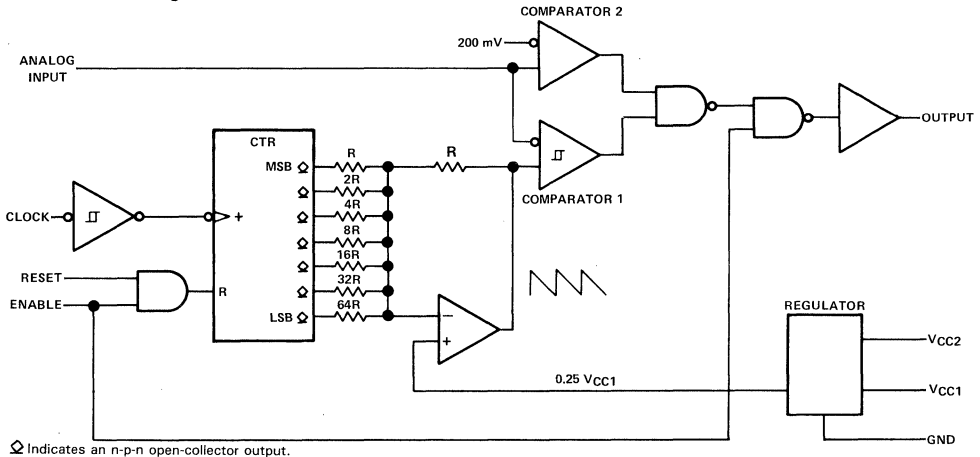 COMPARATOR 2
200 mV
ANALOG
INPUT
CTR
MSB
R
R
2R
4R
8R
16R
32R
64R
LSB
COMPARATOR 1
OUTPUT
CLOCK
+
RESET
ENABLE
R
−
+
REGULATOR
VCC2
0.25 VCC1
VCC1
GND
Indicates an n-p-n open-collector output.